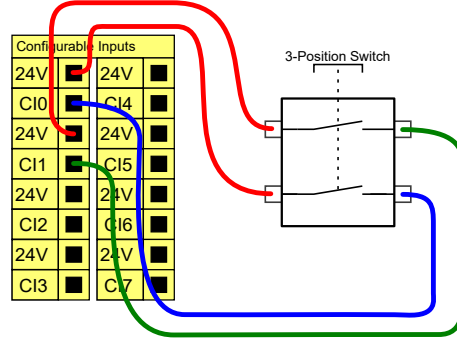 Configurable Inputs
3-Position Switch
24V 24V
CI0 CI4
24V 24V
CI1 CI5
24V 24V
CI2 CI6
24V 24V
CI3 CI7